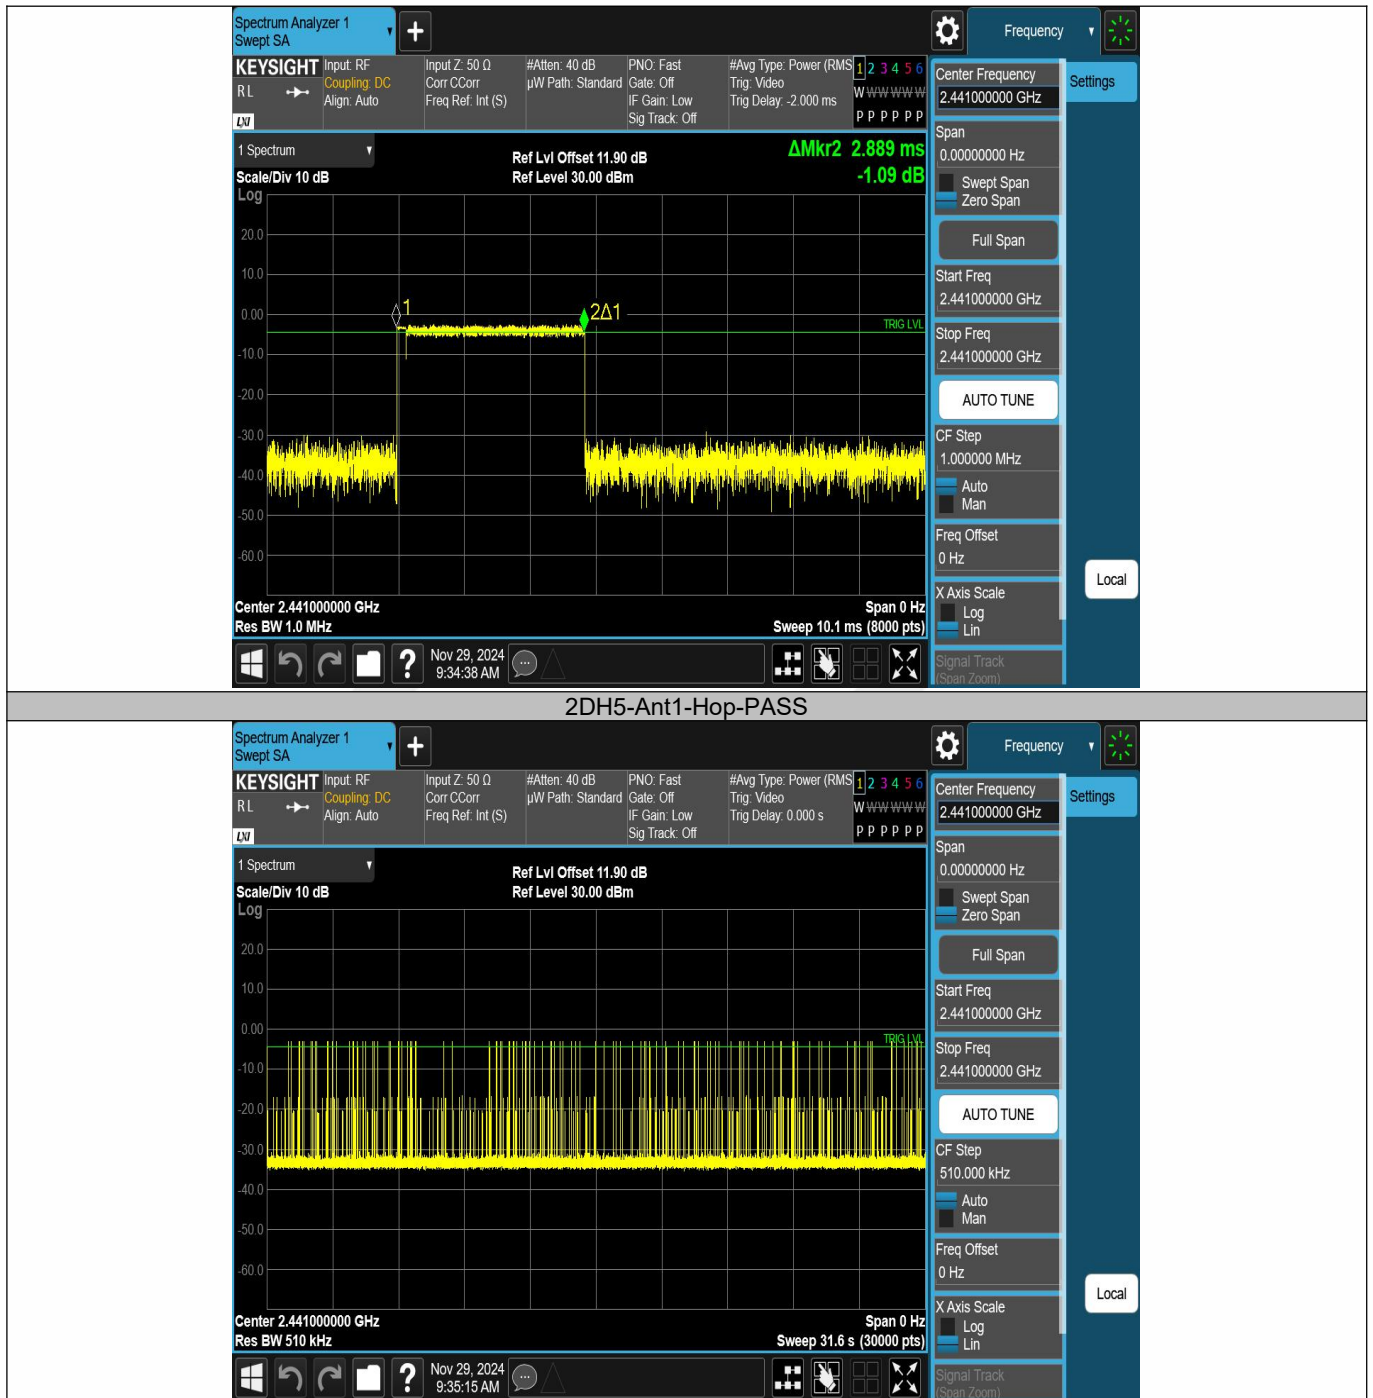 Spectrum Analyzer 1
Swept SA
+
Frequency
KEYSIGHT
R L
LXI
Input: RF
Coupling: DC
Align: Auto
Input Z: 50 Ω
Corr CCorr
Freq Ref: Int (S)
#Atten: 40 dB
µW Path: Standard
PNO: Fast
Gate: Off
IF Gain: Low
Sig Track: Off
#Avg Type: Power (RMS
Trig: Video
Trig Delay: -2.000 ms
1 2 3 4 5 6
W W W W W W
P P P P P P
Center Frequency
2.441000000 GHz
Settings
Span
0.00000000 Hz
Swept Span
Zero Span
Full Span
Start Freq
2.441000000 GHz
Stop Freq
2.441000000 GHz
AUTO TUNE
CF Step
1.000000 MHz
Auto
Man
Freq Offset
0 Hz
X Axis Scale
Log
Lin
Signal Track
(Span Zoom)
Local
1 Spectrum
Scale/Div 10 dB
Ref Lvl Offset 11.90 dB
Ref Level 30.00 dBm
ΔMkr2 2.889 ms
-1.09 dB
Log
20.0
10.0
0.00
-10.0
-20.0
-30.0
-40.0
-50.0
-60.0
1
2Δ1
TRIG LVL
Center 2.441000000 GHz
Res BW 1.0 MHz
Span 0 Hz
Sweep 10.1 ms (8000 pts)
?
Nov 29, 2024
9:34:38 AM
2DH5-Ant1-Hop-PASS
Spectrum Analyzer 1
Swept SA
+
Frequency
KEYSIGHT
R L
LXI
Input: RF
Coupling: DC
Align: Auto
Input Z: 50 Ω
Corr CCorr
Freq Ref: Int (S)
#Atten: 40 dB
µW Path: Standard
PNO: Fast
Gate: Off
IF Gain: Low
Sig Track: Off
#Avg Type: Power (RMS
Trig: Video
Trig Delay: 0.000 s
1 2 3 4 5 6
W W W W W W
P P P P P P
Center Frequency
2.441000000 GHz
Settings
Span
0.00000000 Hz
Swept Span
Zero Span
Full Span
Start Freq
2.441000000 GHz
Stop Freq
2.441000000 GHz
AUTO TUNE
CF Step
510.000 kHz
Auto
Man
Freq Offset
0 Hz
X Axis Scale
Log
Lin
Signal Track
(Span Zoom)
Local
1 Spectrum
Scale/Div 10 dB
Ref Lvl Offset 11.90 dB
Ref Level 30.00 dBm
Log
20.0
10.0
0.00
-10.0
-20.0
-30.0
-40.0
-50.0
-60.0
TRIG LVL
Center 2.441000000 GHz
Res BW 510 kHz
Span 0 Hz
Sweep 31.6 s (30000 pts)
?
Nov 29, 2024
9:35:15 AM